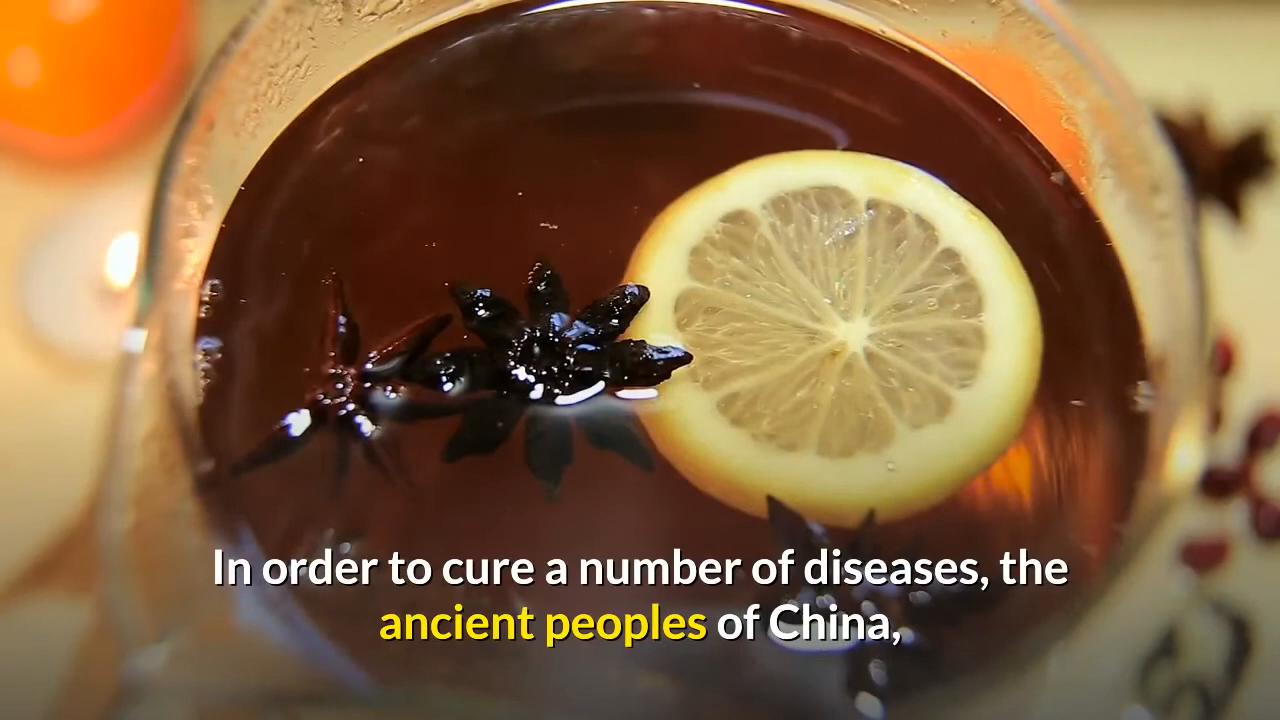 In order to cure a number of diseases, the
ancient peoples of China,